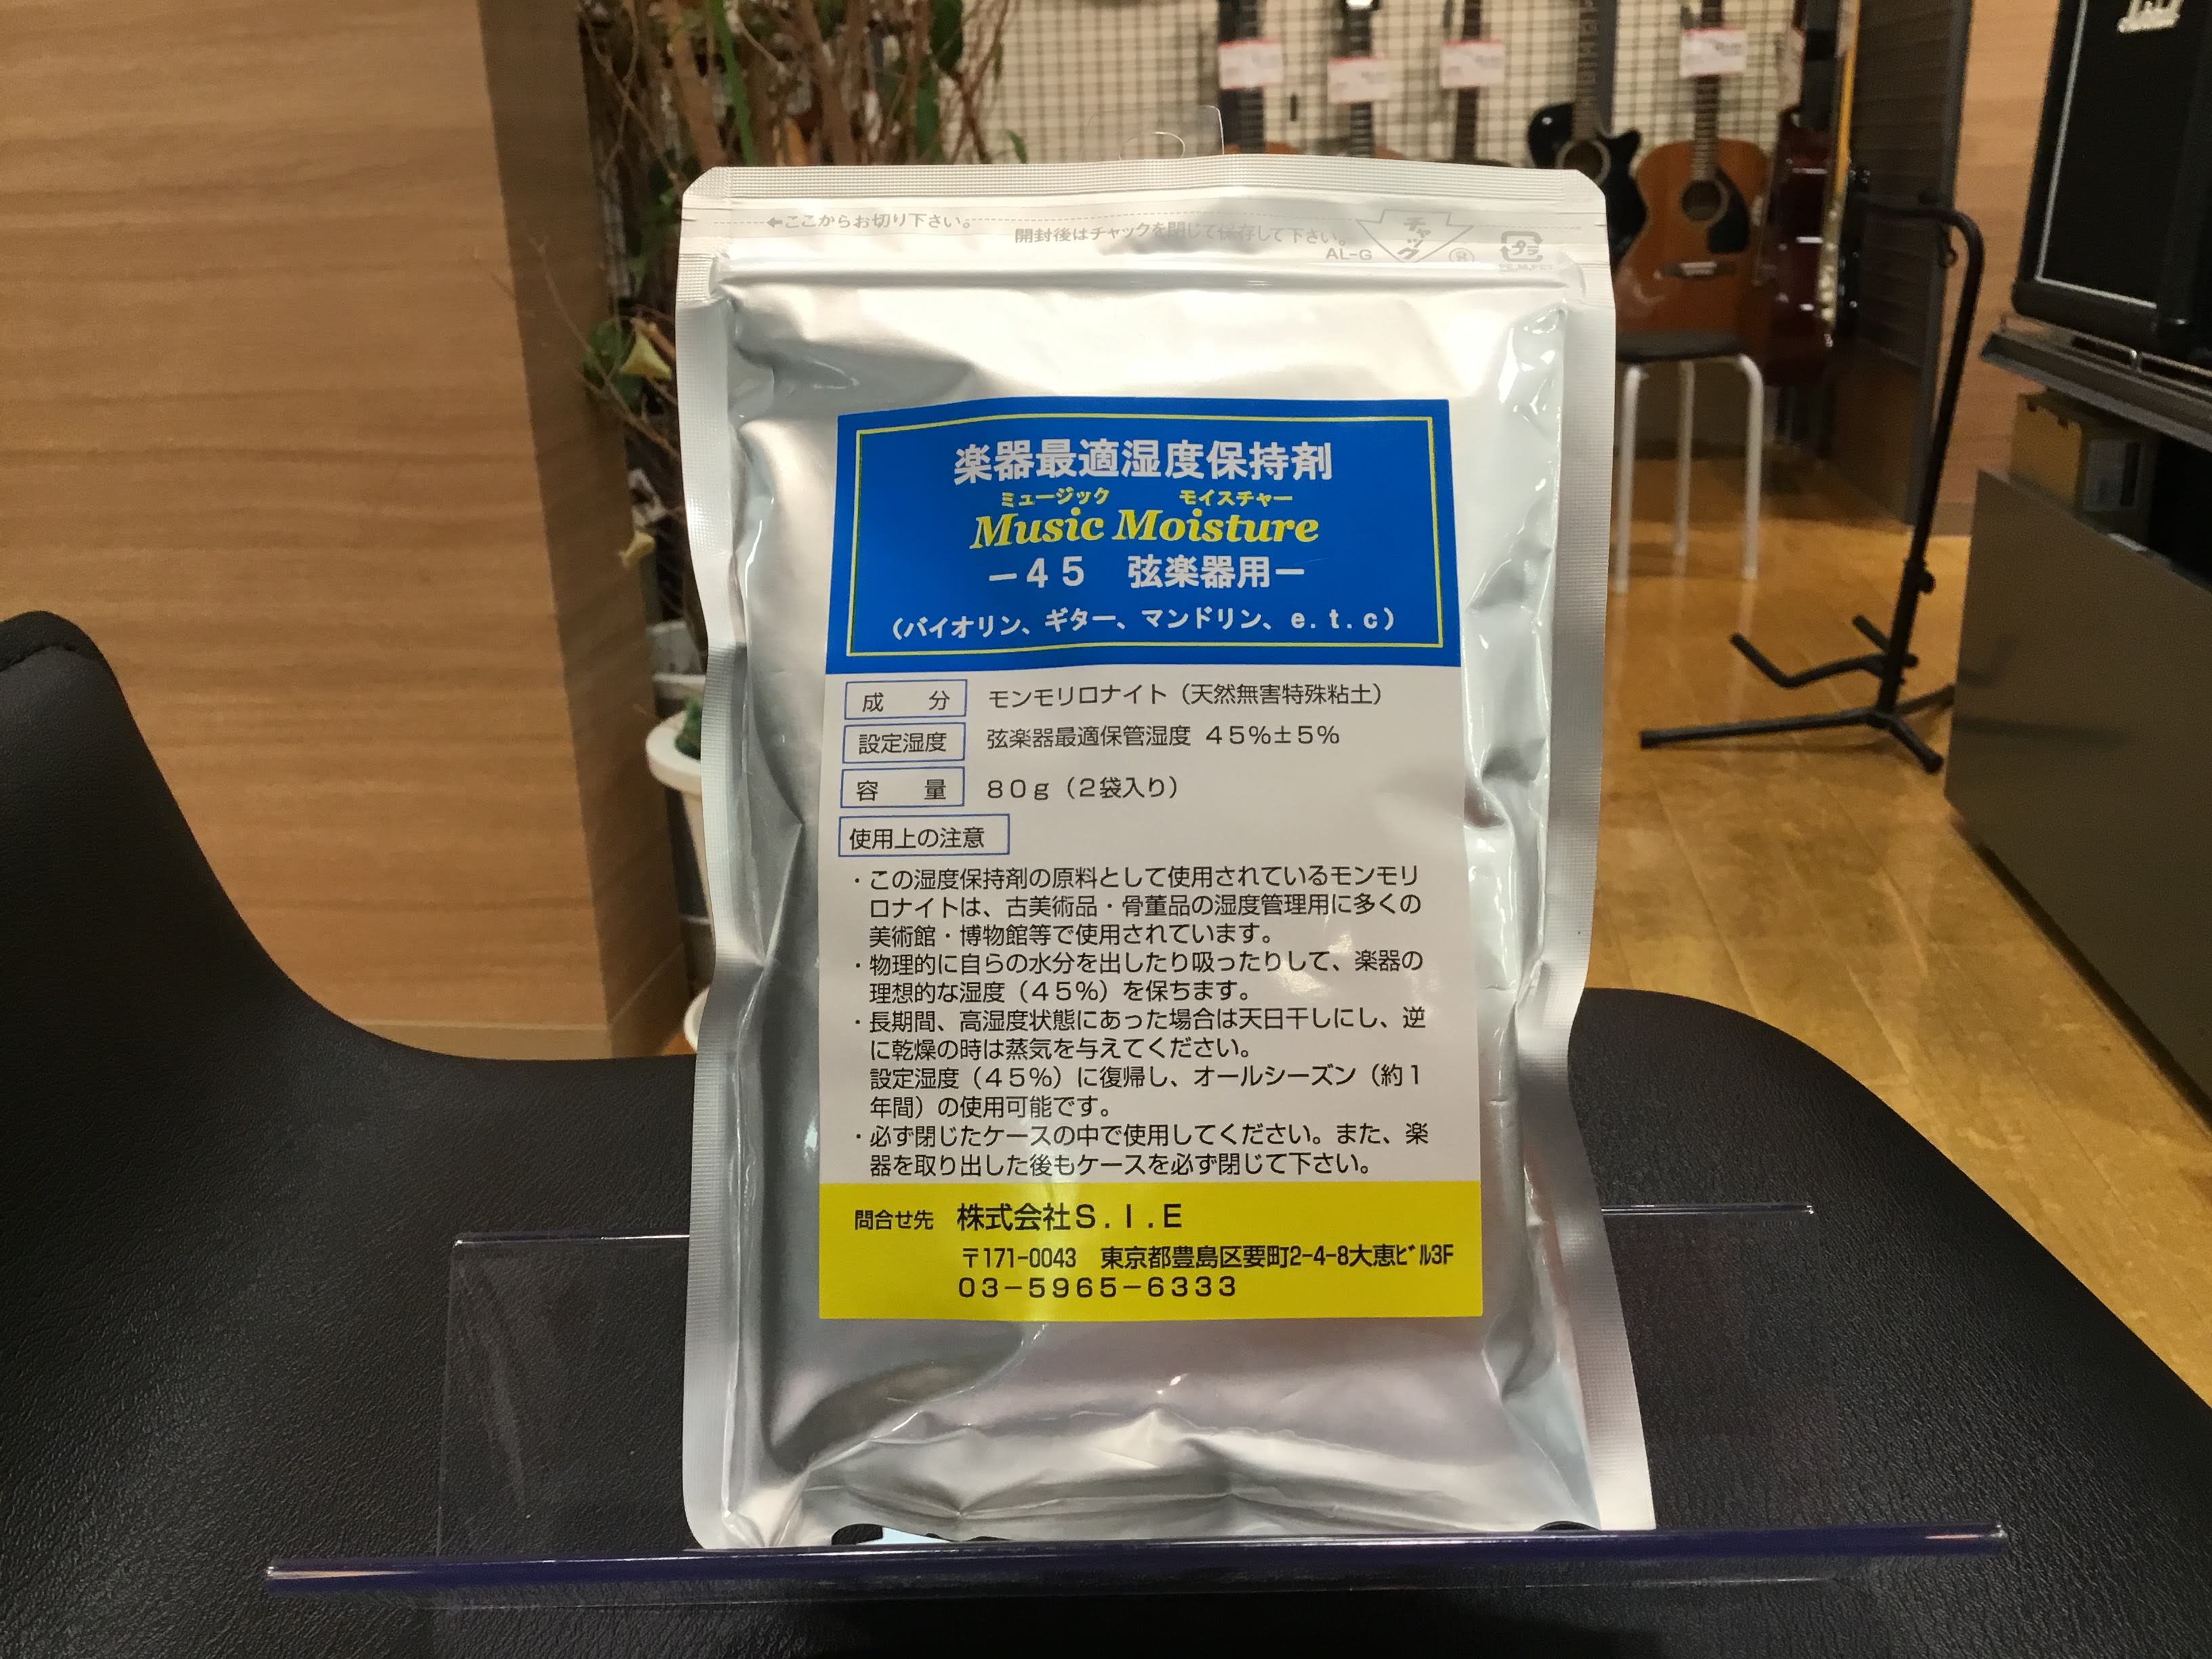 ←ここからお切り下さい。
開封後はチャックを閉じて保存して下さい。
チャック
AL-G
®
プラ
楽器最適湿度保持剤
ミュージック モイスチャー
Music Moisture
－４５ 弦楽器用－
（バイオリン、ギター、マンドリン、e.t.c）
成 分 モンモリロナイト（天然無害特殊粘土）
設定湿度 弦楽器最適保管湿度 ４５%±５%
容 量 ８０ｇ（２袋入り）
使用上の注意
・この湿度保持剤の原料として使用されているモンモリ
ロナイトは、古美術品・骨董品の湿度管理用に多くの
美術館・博物館等で使用されています。
・物理的に自らの水分を出したり吸ったりして、楽器の
理想的な湿度（４５%）を保ちます。
・長期間、高湿度状態にあった場合は天日干しにし、逆
に乾燥の時は蒸気を与えてください。
設定湿度（４５%）に復帰し、オールシーズン（約１
年間）の使用可能です。
・必ず閉じたケースの中で使用してください。また、楽
器を取り出した後もケースを必ず閉じて下さい。
問合せ先 株式会社Ｓ.Ｉ.Ｅ
〒171-0043 東京都豊島区要町2-4-8大恵ﾋﾞﾙ3F
０３－５９６５－６３３３